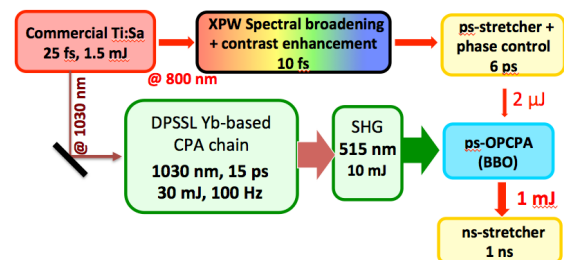 Commercial Ti:Sa
25 fs, 1.5 mJ
XPW Spectral broadening
+ contrast enhancement
10 fs
ps-stretcher +
phase control
6 ps
@ 800 nm
@ 1030 nm
2 µJ
DPSSL Yb-based
CPA chain
1030 nm, 15 ps
30 mJ, 100 Hz
SHG
515 nm
10 mJ
ps-OPCPA
(BBO)
1 mJ
ns-stretcher
1 ns